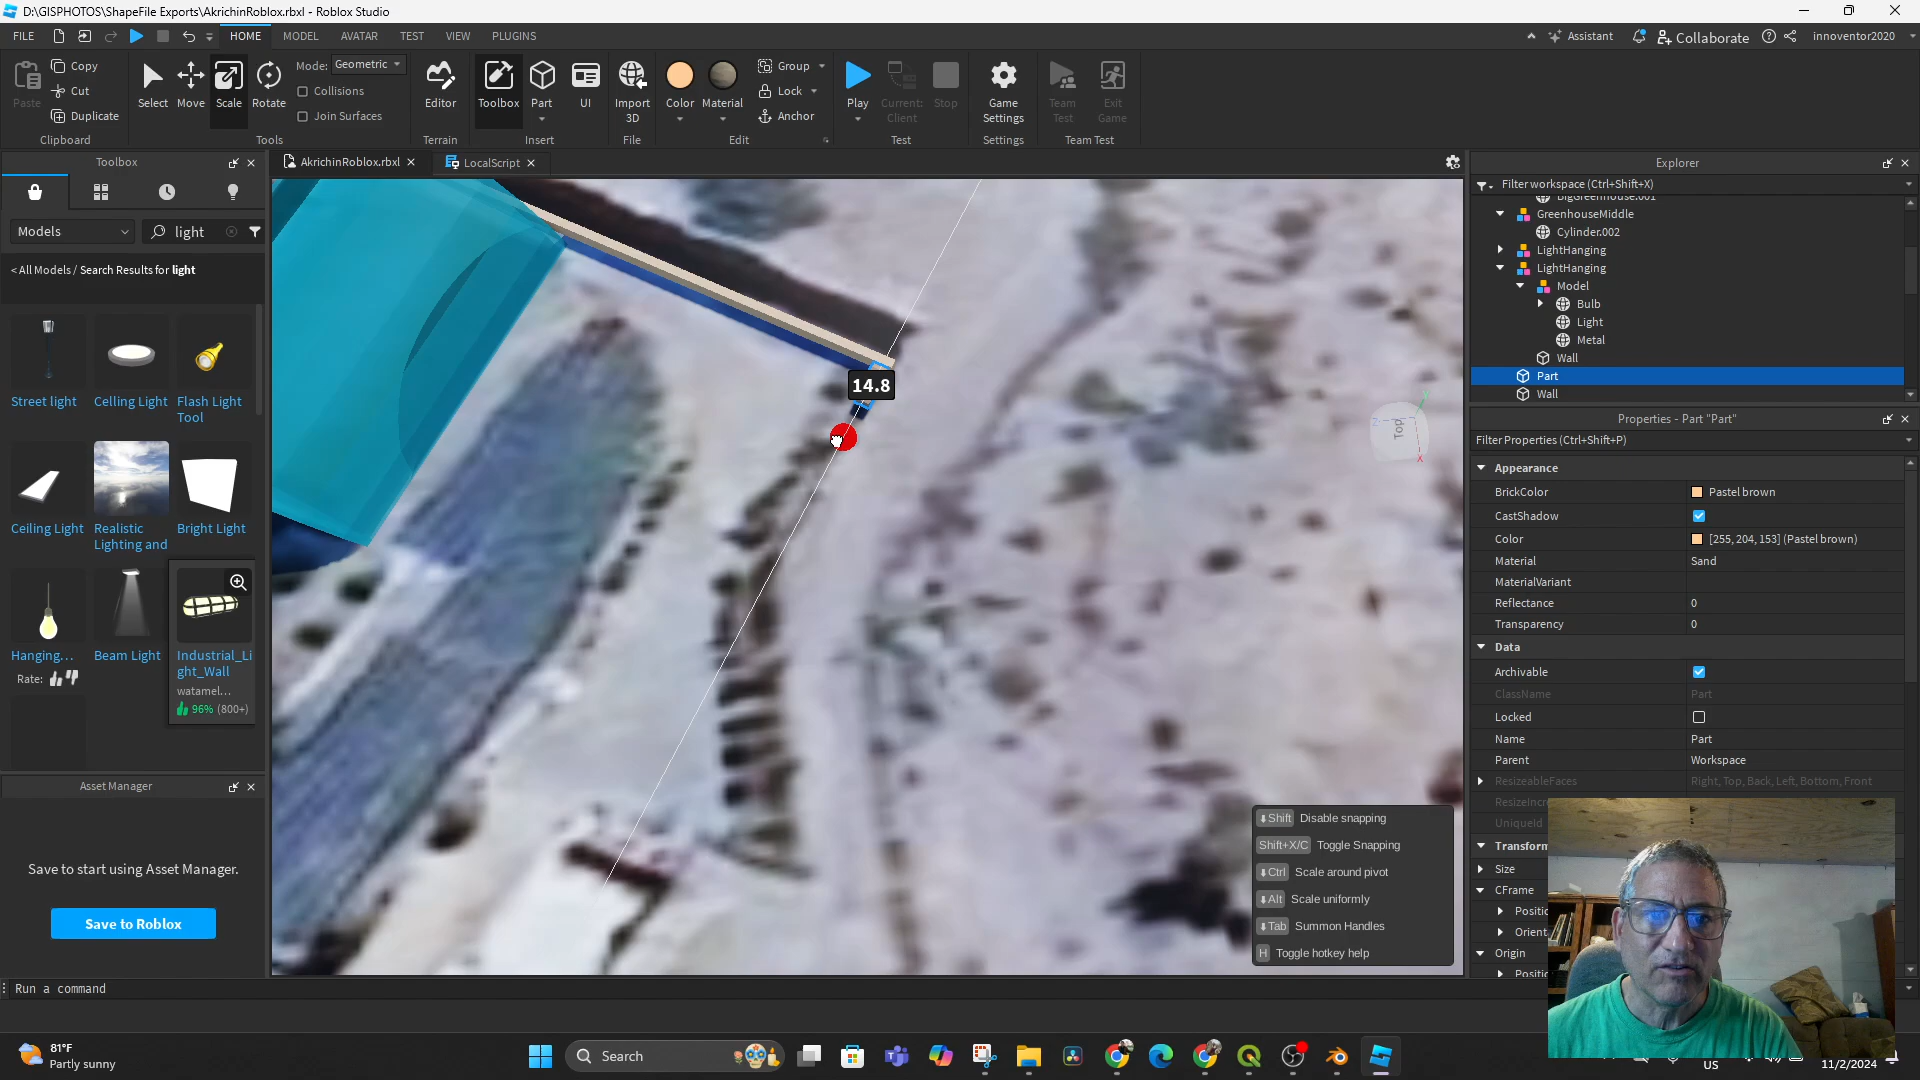 D:\GISPHOTOS\ShapeFile Exports\AkrichinRoblox.rbxl - Roblox Studio
FILE HOME MODEL AVATAR TEST VIEW PLUGINS Assistant Collaborate innoventor2020
Paste Copy Cut Duplicate
Select Move Scale Rotate
Mode: Geometric
Collisions
Join Surfaces
Editor Toolbox Part UI Import 3D Color Material
Group
Lock
Anchor
Play Current: Client Stop Game Settings Team Test Exit Game
Clipboard Tools Terrain Insert File Edit Test Settings Team Test
Toolbox
Models light
< All Models / Search Results for light
Street light
Celling Light
Flash Light Tool
Ceiling Light
Realistic Lighting and
Bright Light
Hanging...
Rate:
Beam Light
Industrial_Li
ght_Wall
watamel...
96% (800+)
Asset Manager
Save to start using Asset Manager.
Save to Roblox
AkrichinRoblox.rbxl LocalScript
14.8
Top
Z
Y
X
Shift Disable snapping
Shift+X/C Toggle Snapping
Ctrl Scale around pivot
Alt Scale uniformly
Tab Summon Handles
H Toggle hotkey help
Explorer
Filter workspace (Ctrl+Shift+X)
BigGreenhouse.001
GreenhouseMiddle
Cylinder.002
LightHanging
LightHanging
Model
Bulb
Light
Metal
Wall
Part
Wall
Properties - Part "Part"
Filter Properties (Ctrl+Shift+P)
Appearance
BrickColor Pastel brown
CastShadow
Color [255, 204, 153] (Pastel brown)
Material Sand
MaterialVariant
Reflectance 0
Transparency 0
Data
Archivable
ClassName Part
Locked
Name Part
Parent Workspace
ResizeableFaces Right, Top, Back, Left, Bottom, Front
ResizeIncre
UniqueId
Transform
Size
CFrame
Positio
Orient
Origin
Positio
Run a command
81°F
Partly sunny
Search
US
11/2/2024